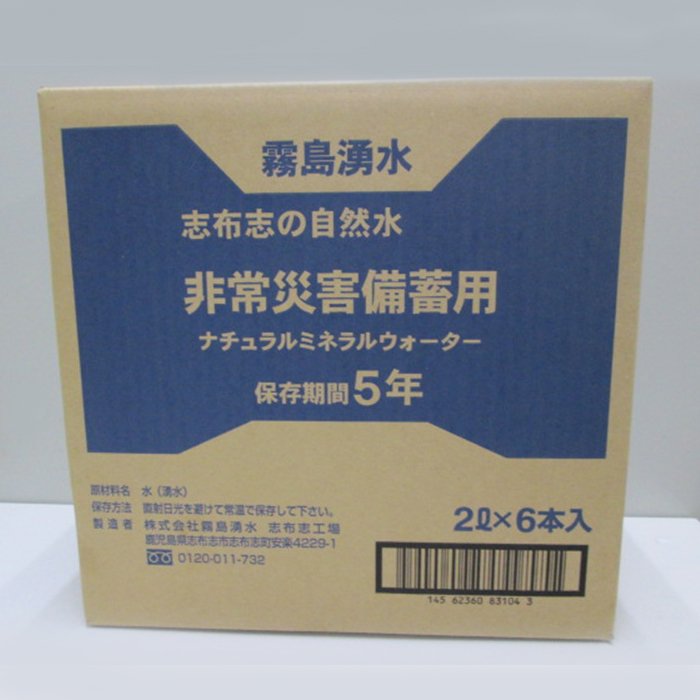 霧島湧水
志布志の自然水
非常災害備蓄用
ナチュラルミネラルウォーター
保存期間5年
原材料名 水(湧水)
保存方法 直射日光を避けて常温で保存して下さい。
製造者 株式会社霧島湧水 志布志工場
鹿児島県志布志市志布志町安楽4229-1
0120-011-732
2ℓ×6本入
145 62360 83104 3